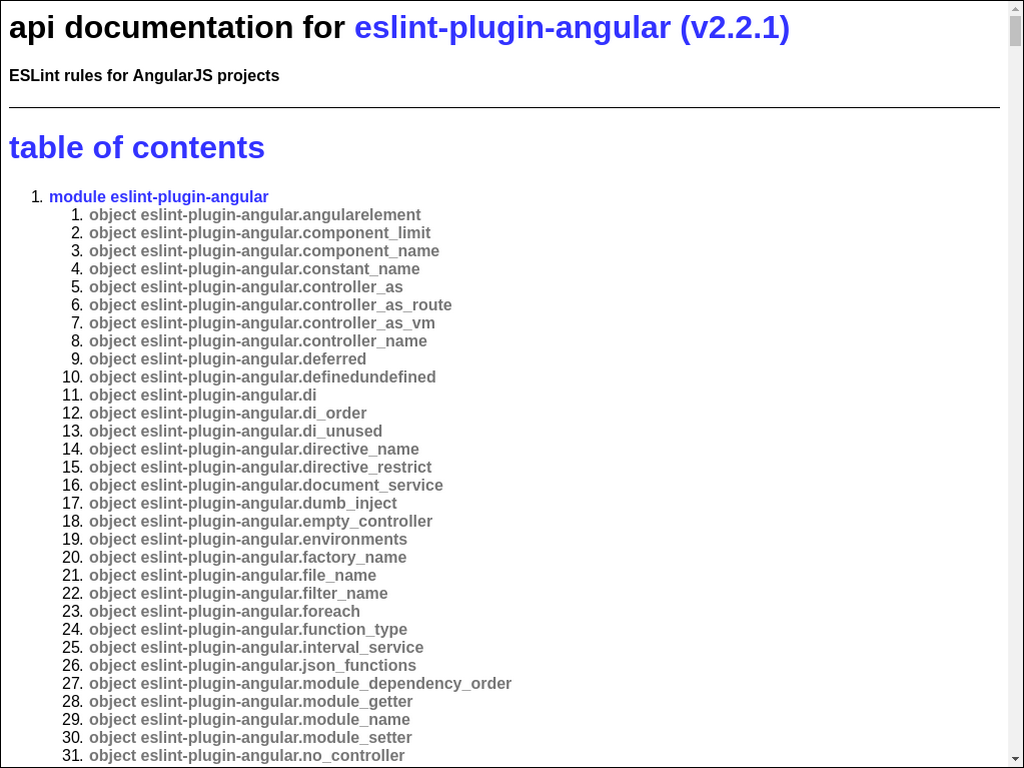 api documentation for eslint-plugin-angular (v2.2.1)
ESLint rules for AngularJS projects
table of contents
1. module eslint-plugin-angular
1. object eslint-plugin-angular.angularelement
2. object eslint-plugin-angular.component_limit
3. object eslint-plugin-angular.component_name
4. object eslint-plugin-angular.constant_name
5. object eslint-plugin-angular.controller_as
6. object eslint-plugin-angular.controller_as_route
7. object eslint-plugin-angular.controller_as_vm
8. object eslint-plugin-angular.controller_name
9. object eslint-plugin-angular.deferred
10. object eslint-plugin-angular.definedundefined
11. object eslint-plugin-angular.di
12. object eslint-plugin-angular.di_order
13. object eslint-plugin-angular.di_unused
14. object eslint-plugin-angular.directive_name
15. object eslint-plugin-angular.directive_restrict
16. object eslint-plugin-angular.document_service
17. object eslint-plugin-angular.dumb_inject
18. object eslint-plugin-angular.empty_controller
19. object eslint-plugin-angular.environments
20. object eslint-plugin-angular.factory_name
21. object eslint-plugin-angular.file_name
22. object eslint-plugin-angular.filter_name
23. object eslint-plugin-angular.foreach
24. object eslint-plugin-angular.function_type
25. object eslint-plugin-angular.interval_service
26. object eslint-plugin-angular.json_functions
27. object eslint-plugin-angular.module_dependency_order
28. object eslint-plugin-angular.module_getter
29. object eslint-plugin-angular.module_name
30. object eslint-plugin-angular.module_setter
31. object eslint-plugin-angular.no_controller